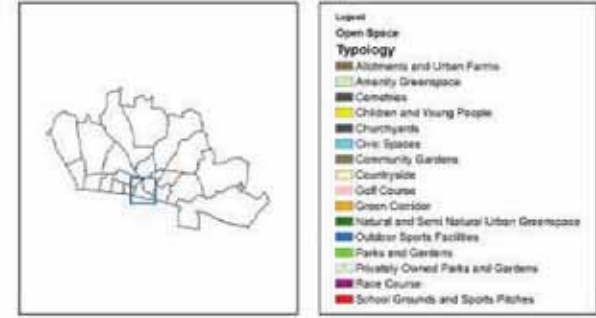 Legend
Open Space
Typology
Allotments and Urban Farms
Amenity Greenspace
Cemetries
Children and Young People
Churchyards
Civic Spaces
Community Gardens
Countryside
Golf Course
Green Corridor
Natural and Semi Natural Urban Greenspace
Outdoor Sports Facilities
Parks and Gardens
Privately Owned Parks and Gardens
Race Course
School Grounds and Sports Pitches